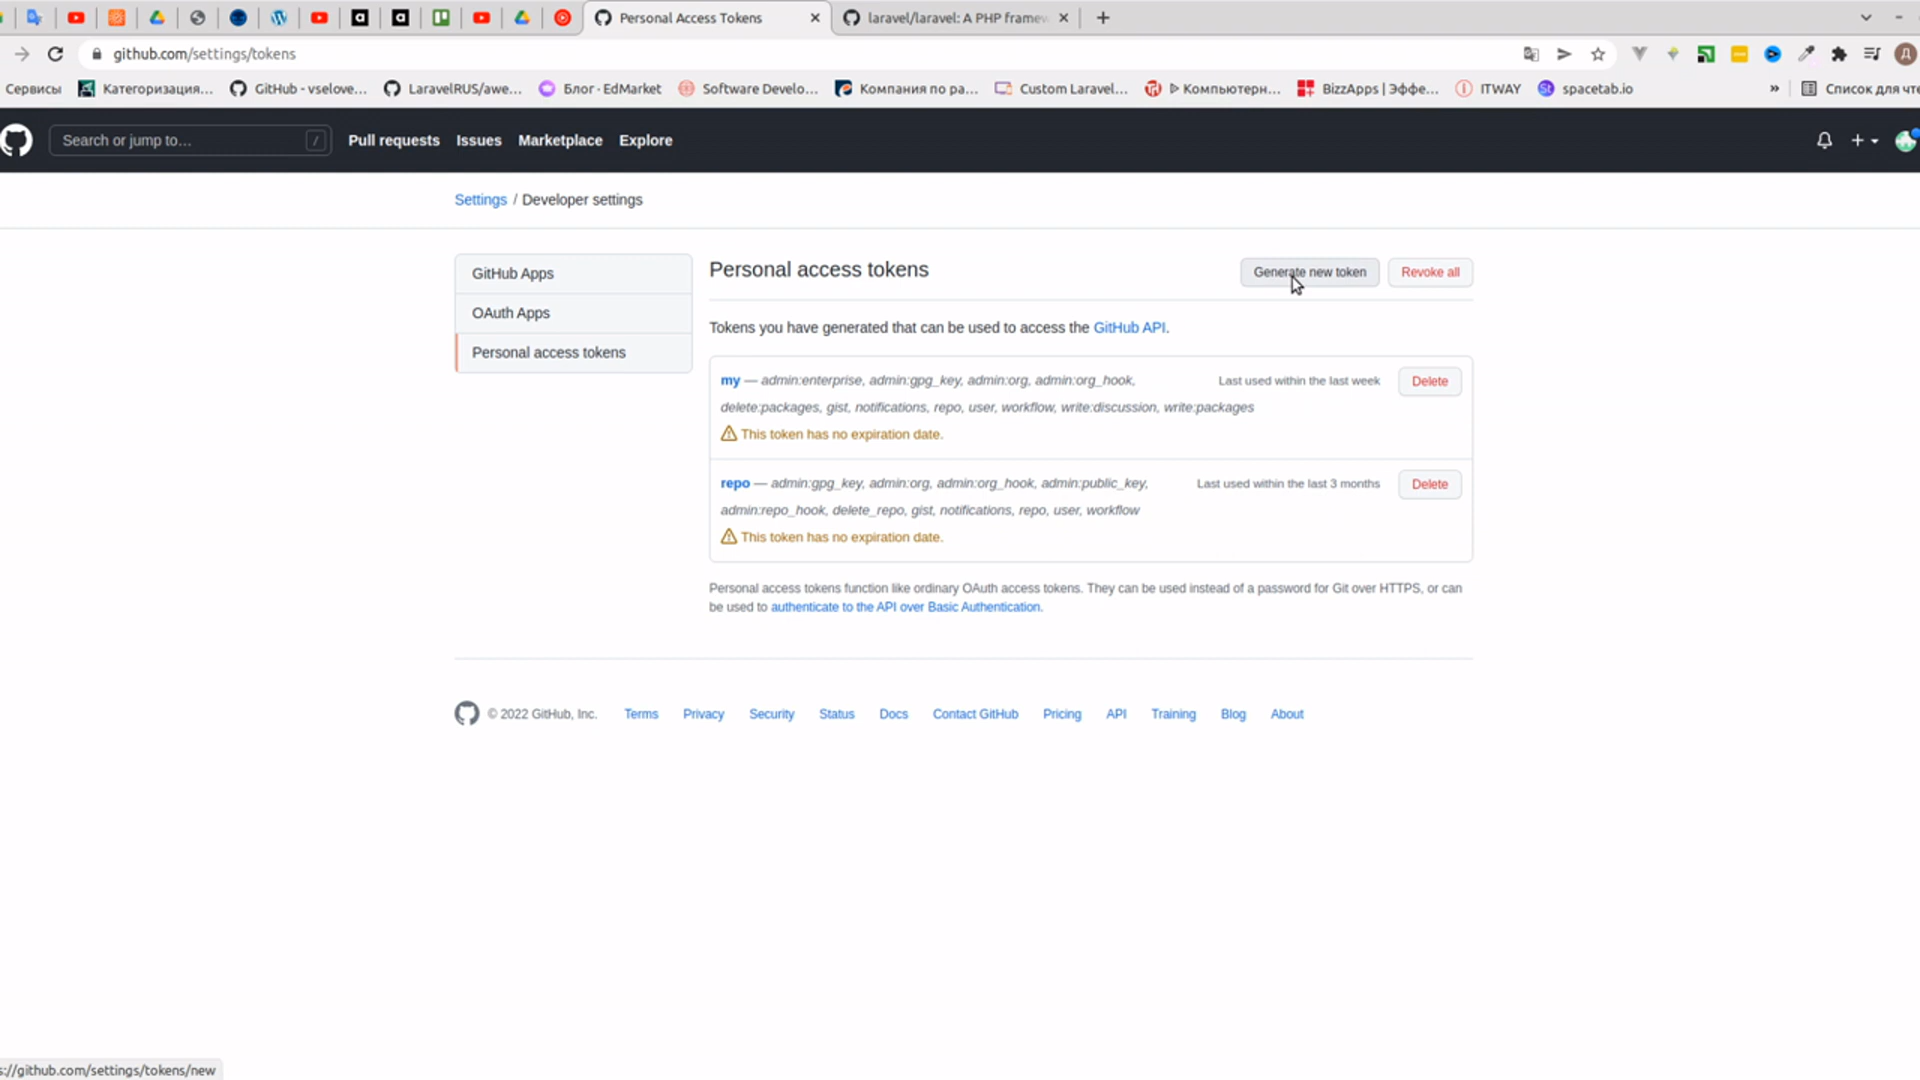 Personal Access Tokens
laravel/laravel: A PHP framew
github.com/settings/tokens
Сервисы
Категоризация...
GitHub - vselove...
LaravelRUS/awe...
Блог · EdMarket
Software Develo...
Компания по ра...
Custom Laravel...
ᐅ Компьютерн...
BizzApps | Эффе...
ITWAY
spacetab.io
»
Список для чте
Search or jump to…
/
Pull requests
Issues
Marketplace
Explore
Settings / Developer settings
GitHub Apps
OAuth Apps
Personal access tokens
Personal access tokens
Generate new token
Revoke all
Tokens you have generated that can be used to access the GitHub API.
my — admin:enterprise, admin:gpg_key, admin:org, admin:org_hook,
Last used within the last week
Delete
delete:packages, gist, notifications, repo, user, workflow, write:discussion, write:packages
This token has no expiration date.
repo — admin:gpg_key, admin:org, admin:org_hook, admin:public_key,
Last used within the last 3 months
Delete
admin:repo_hook, delete_repo, gist, notifications, repo, user, workflow
This token has no expiration date.
Personal access tokens function like ordinary OAuth access tokens. They can be used instead of a password for Git over HTTPS, or can
be used to authenticate to the API over Basic Authentication.
© 2022 GitHub, Inc.
Terms
Privacy
Security
Status
Docs
Contact GitHub
Pricing
API
Training
Blog
About
s://github.com/settings/tokens/new